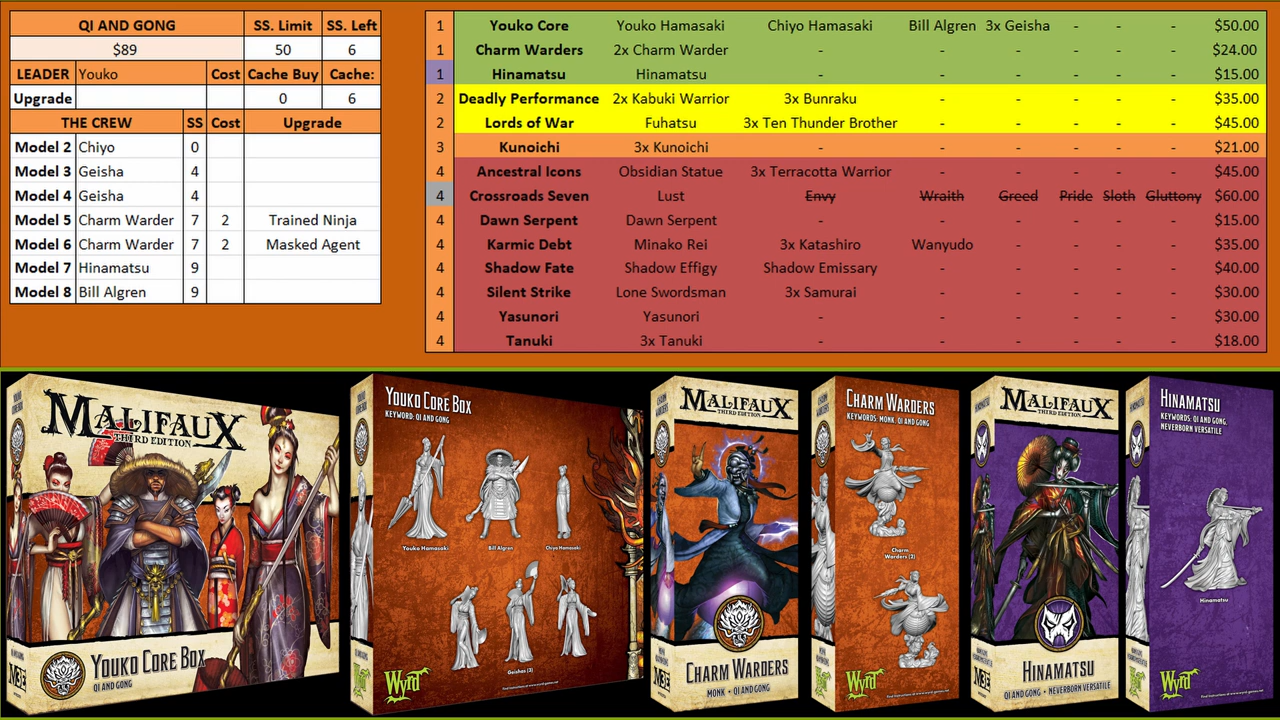 QI AND GONG SS. Limit SS. Left
$89 50 6
LEADER Youko Cost Cache Buy Cache:
Upgrade 0 6
THE CREW SS Cost Upgrade
Model 2 Chiyo 0
Model 3 Geisha 4
Model 4 Geisha 4
Model 5 Charm Warder 7 2 Trained Ninja
Model 6 Charm Warder 7 2 Masked Agent
Model 7 Hinamatsu 9
Model 8 Bill Algren 9
1 Youko Core Youko Hamasaki Chiyo Hamasaki Bill Algren 3x Geisha - - $50.00
1 Charm Warders 2x Charm Warder - - - - - $24.00
1 Hinamatsu Hinamatsu - - - - - - $15.00
2 Deadly Performance 2x Kabuki Warrior 3x Bunraku - - - - $35.00
2 Lords of War Fuhatsu 3x Ten Thunder Brother - - - - $45.00
3 Kunoichi 3x Kunoichi - - - - - - $21.00
4 Ancestral Icons Obsidian Statue 3x Terracotta Warrior - - - - - $45.00
4 Crossroads Seven Lust Envy Wraith Greed Pride Sloth Gluttony $60.00
4 Dawn Serpent Dawn Serpent - - - - - - $15.00
4 Karmic Debt Minako Rei 3x Katashiro Wanyudo - - - - $35.00
4 Shadow Fate Shadow Effigy Shadow Emissary - - - - - $40.00
4 Silent Strike Lone Swordsman 3x Samurai - - - - - $30.00
4 Yasunori Yasunori - - - - - - $30.00
4 Tanuki 3x Tanuki - - - - - - $18.00
MALIFAUX
THIRD EDITION
YOUKO CORE BOX
QI AND GONG
M3E
YOUKO CORE BOX
KEYWORD: QI AND GONG
Youko Hamasaki
Bill Algren
Chiyo Hamasaki
Geishas (3)
Wyrd
MALIFAUX
THIRD EDITION
CHARM WARDERS
MONK • QI AND GONG
M3E
CHARM WARDERS
KEYWORDS: MONK, QI AND GONG
Charm
Warders (2)
Wyrd
MALIFAUX
THIRD EDITION
HINAMATSU
QI AND GONG • NEVERBORN VERSATILE
M3E
HINAMATSU
KEYWORDS: QI AND GONG,
NEVERBORN VERSATILE
Hinamatsu
Wyrd